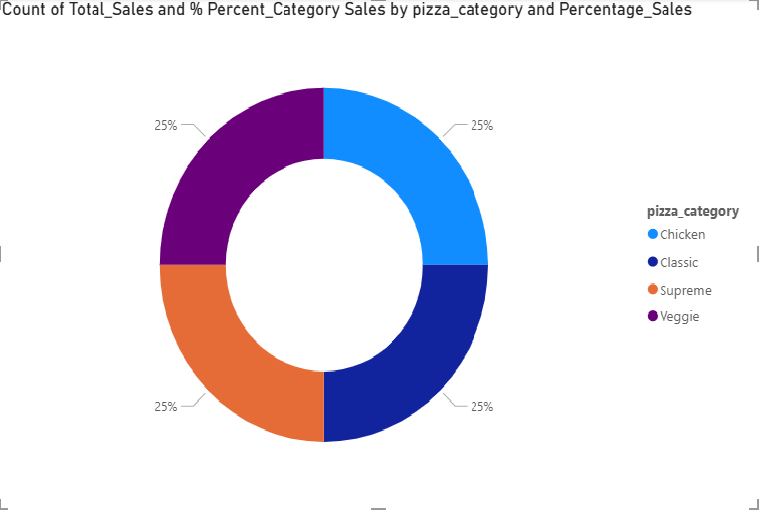 Count of Total_Sales and % Percent_Category Sales by pizza_category and Percentage_Sales
25%
25%
pizza_category
Chicken
Classic
Supreme
Veggie
25%
25%